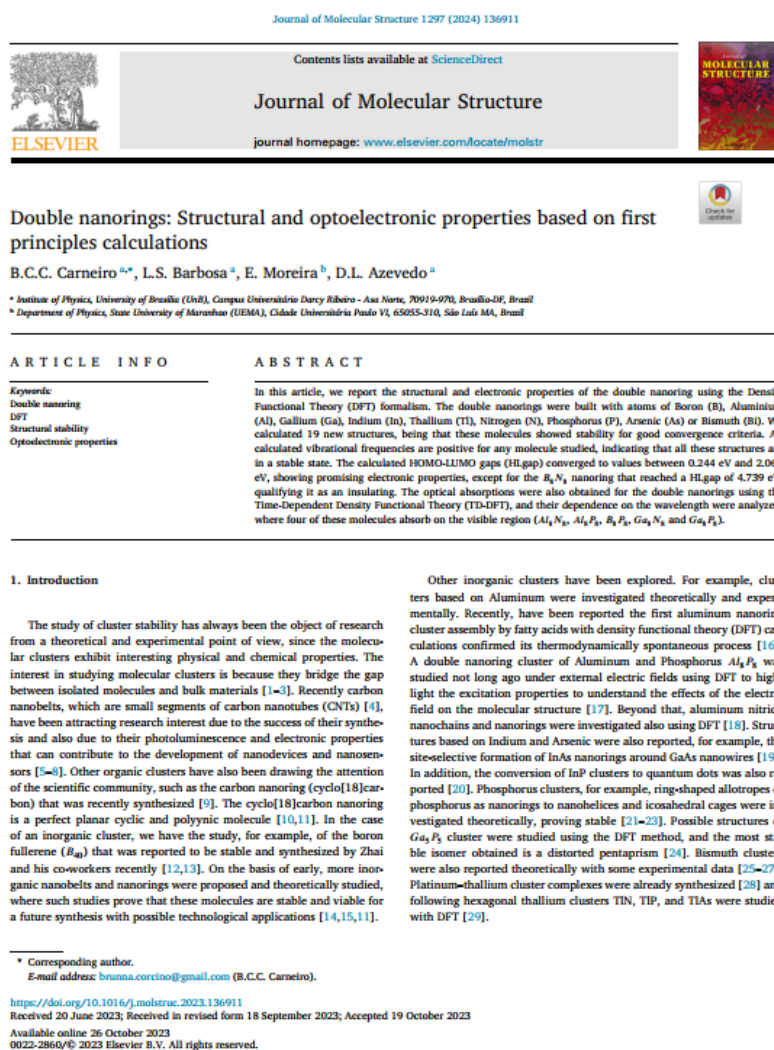 Journal of Molecular Structure 1297 (2024) 136911
Contents lists available at ScienceDirect
Journal of Molecular Structure
journal homepage: www.elsevier.com/locate/molstr
ELSEVIER
MOLECULAR
STRUCTURE
Check for
updates
Double nanorings: Structural and optoelectronic properties based on first
principles calculations
B.C.C. Carneiro a,*, L.S. Barbosa a, E. Moreira b, D.L. Azevedo a
a Institute of Physics, University of Brasília (UnB), Campus Universitário Darcy Ribeiro - Asa Norte, 70919-970, Brasília-DF, Brazil
b Department of Physics, State University of Maranhao (UEMA), Cidade Universitária Paulo VI, 65055-310, São Luís MA, Brazil
ARTICLE INFO
Keywords:
Double nanoring
DFT
Structural stability
Optoelectronic properties
ABSTRACT
In this article, we report the structural and electronic properties of the double nanoring using the Densi
Functional Theory (DFT) formalism. The double nanorings were built with atoms of Boron (B), Aluminiu
(Al), Gallium (Ga), Indium (In), Thallium (Tl), Nitrogen (N), Phosphorus (P), Arsenic (As) or Bismuth (Bi). W
calculated 19 new structures, being that these molecules showed stability for good convergence criteria. A
calculated vibrational frequencies are positive for any molecule studied, indicating that all these structures a
in a stable state. The calculated HOMO-LUMO gaps (HLgap) converged to values between 0.244 eV and 2.06
eV, showing promising electronic properties, except for the B₈N₈ nanoring that reached a HLgap of 4.739 e
qualifying it as an insulating. The optical absorptions were also obtained for the double nanorings using th
Time-Dependent Density Functional Theory (TD-DFT), and their dependence on the wavelength were analyze
where four of these molecules absorb on the visible region (Al₈N₈, Al₈P₈, B₈P₈, Ga₈N₈ and Ga₈P₈).
1. Introduction
The study of cluster stability has always been the object of research
from a theoretical and experimental point of view, since the molecu-
lar clusters exhibit interesting physical and chemical properties. The
interest in studying molecular clusters is because they bridge the gap
between isolated molecules and bulk materials [1–3]. Recently carbon
nanobelts, which are small segments of carbon nanotubes (CNTs) [4],
have been attracting research interest due to the success of their synthe-
sis and also due to their photoluminescence and electronic properties
that can contribute to the development of nanodevices and nanosen-
sors [5–8]. Other organic clusters have also been drawing the attention
of the scientific community, such as the carbon nanoring (cyclo[18]car-
bon) that was recently synthesized [9]. The cyclo[18]carbon nanoring
is a perfect planar cyclic and polyynic molecule [10,11]. In the case
of an inorganic cluster, we have the study, for example, of the boron
fullerene (B₄₀) that was reported to be stable and synthesized by Zhai
and his co-workers recently [12,13]. On the basis of early, more inor-
ganic nanobelts and nanorings were proposed and theoretically studied,
where such studies prove that these molecules are stable and viable for
a future synthesis with possible technological applications [14,15,11].
Other inorganic clusters have been explored. For example, clu
ters based on Aluminum were investigated theoretically and exper
mentally. Recently, have been reported the first aluminum nanorin
cluster assembly by fatty acids with density functional theory (DFT) ca
culations confirmed its thermodynamically spontaneous process [16
A double nanoring cluster of Aluminum and Phosphorus Al₈P₈ wa
studied not long ago under external electric fields using DFT to high
light the excitation properties to understand the effects of the electr
field on the molecular structure [17]. Beyond that, aluminum nitrid
nanochains and nanorings were investigated also using DFT [18]. Stru
tures based on Indium and Arsenic were also reported, for example, th
site-selective formation of InAs nanorings around GaAs nanowires [19
In addition, the conversion of InP clusters to quantum dots was also r
ported [20]. Phosphorus clusters, for example, ring-shaped allotropes o
phosphorus as nanorings to nanohelices and icosahedral cages were in
vestigated theoretically, proving stable [21–23]. Possible structures o
Ga₅P₅ cluster were studied using the DFT method, and the most sta
ble isomer obtained is a distorted pentaprism [24]. Bismuth cluster
were also reported theoretically with some experimental data [25–27
Platinum–thallium cluster complexes were already synthesized [28] an
following hexagonal thallium clusters TlN, TlP, and TlAs were studie
with DFT [29].
* Corresponding author.
E-mail address: brunna.corcino@gmail.com (B.C.C. Carneiro).
https://doi.org/10.1016/j.molstruc.2023.136911
Received 20 June 2023; Received in revised form 18 September 2023; Accepted 19 October 2023
Available online 26 October 2023
0022-2860/© 2023 Elsevier B.V. All rights reserved.